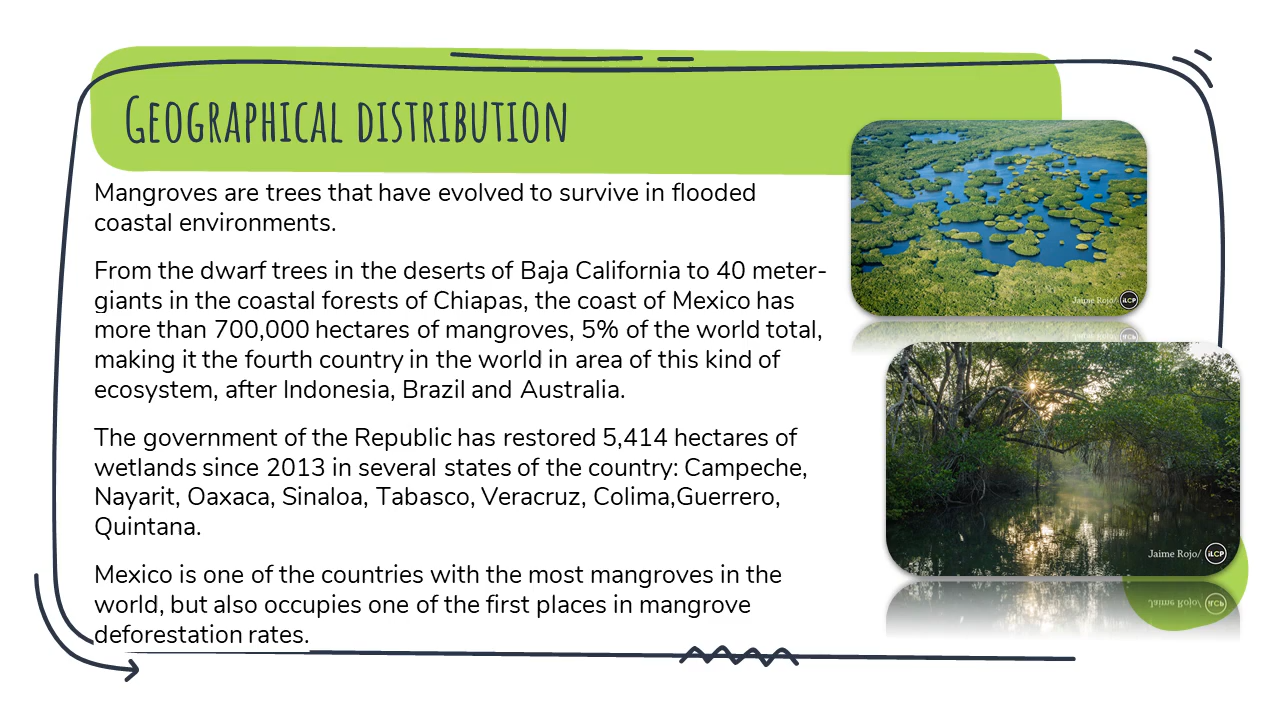 Geographical distribution
Mangroves are trees that have evolved to survive in flooded
coastal environments.
From the dwarf trees in the deserts of Baja California to 40 meter-
giants in the coastal forests of Chiapas, the coast of Mexico has
more than 700,000 hectares of mangroves, 5% of the world total,
making it the fourth country in the world in area of this kind of
ecosystem, after Indonesia, Brazil and Australia.
The government of the Republic has restored 5,414 hectares of
wetlands since 2013 in several states of the country: Campeche,
Nayarit, Oaxaca, Sinaloa, Tabasco, Veracruz, Colima,Guerrero,
Quintana.
Mexico is one of the countries with the most mangroves in the
world, but also occupies one of the first places in mangrove
deforestation rates.
Jaime Rojo/ iLCP
Jaime Rojo/ iLCP